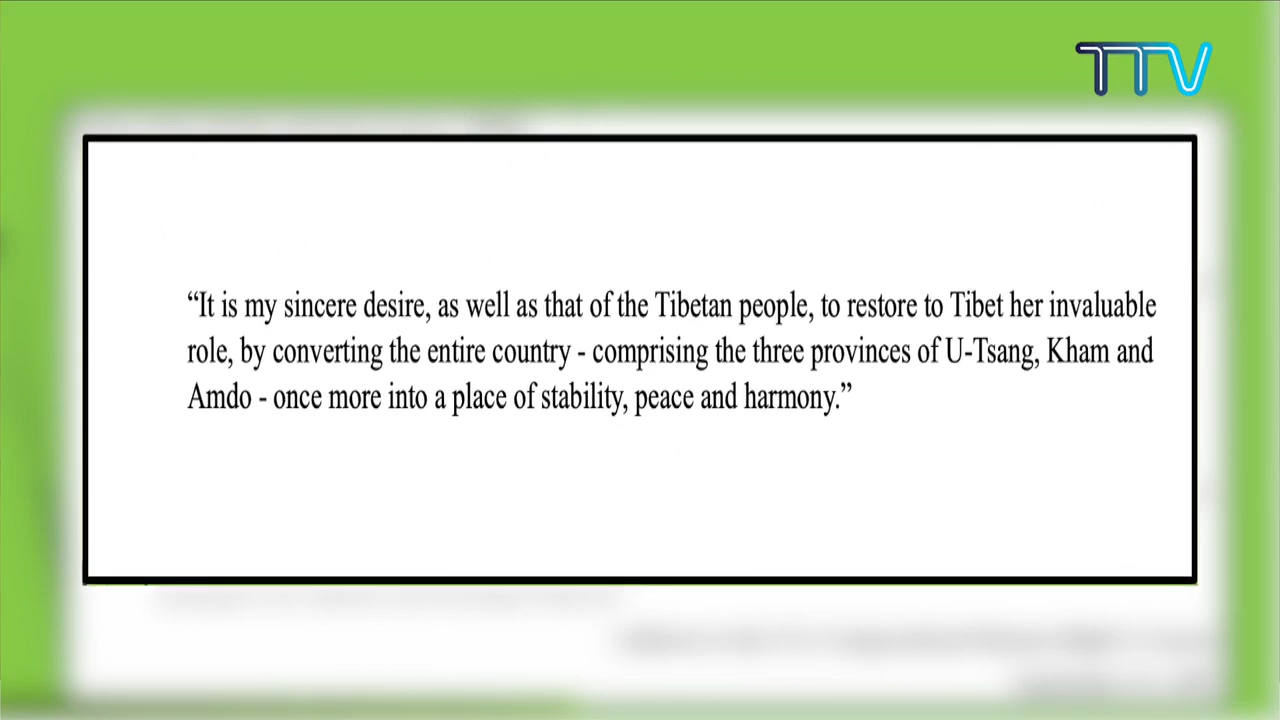 TTV
“It is my sincere desire, as well as that of the Tibetan people, to restore to Tibet her invaluable
role, by converting the entire country - comprising the three provinces of U-Tsang, Kham and
Amdo - once more into a place of stability, peace and harmony.”